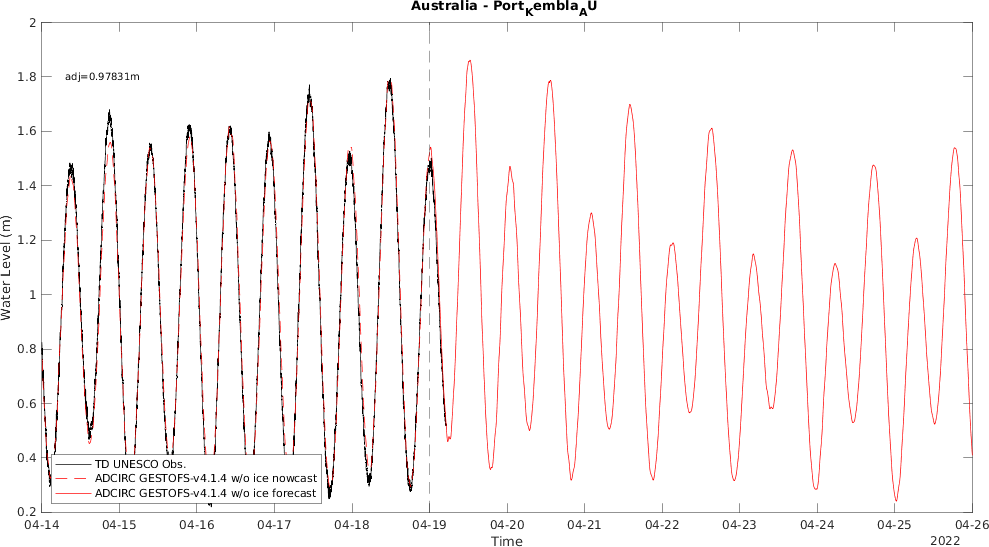 Australia - PortKemblaAU
2
1.8
1.6
1.4
1.2
1
0.8
0.6
0.4
0.2
Water Level (m)
adj=0.97831m
TD UNESCO Obs.
ADCIRC GESTOFS-v4.1.4 w/o ice nowcast
ADCIRC GESTOFS-v4.1.4 w/o ice forecast
04-14 04-15 04-16 04-17 04-18 04-19 04-20 04-21 04-22 04-23 04-24 04-25 04-26
Time
2022